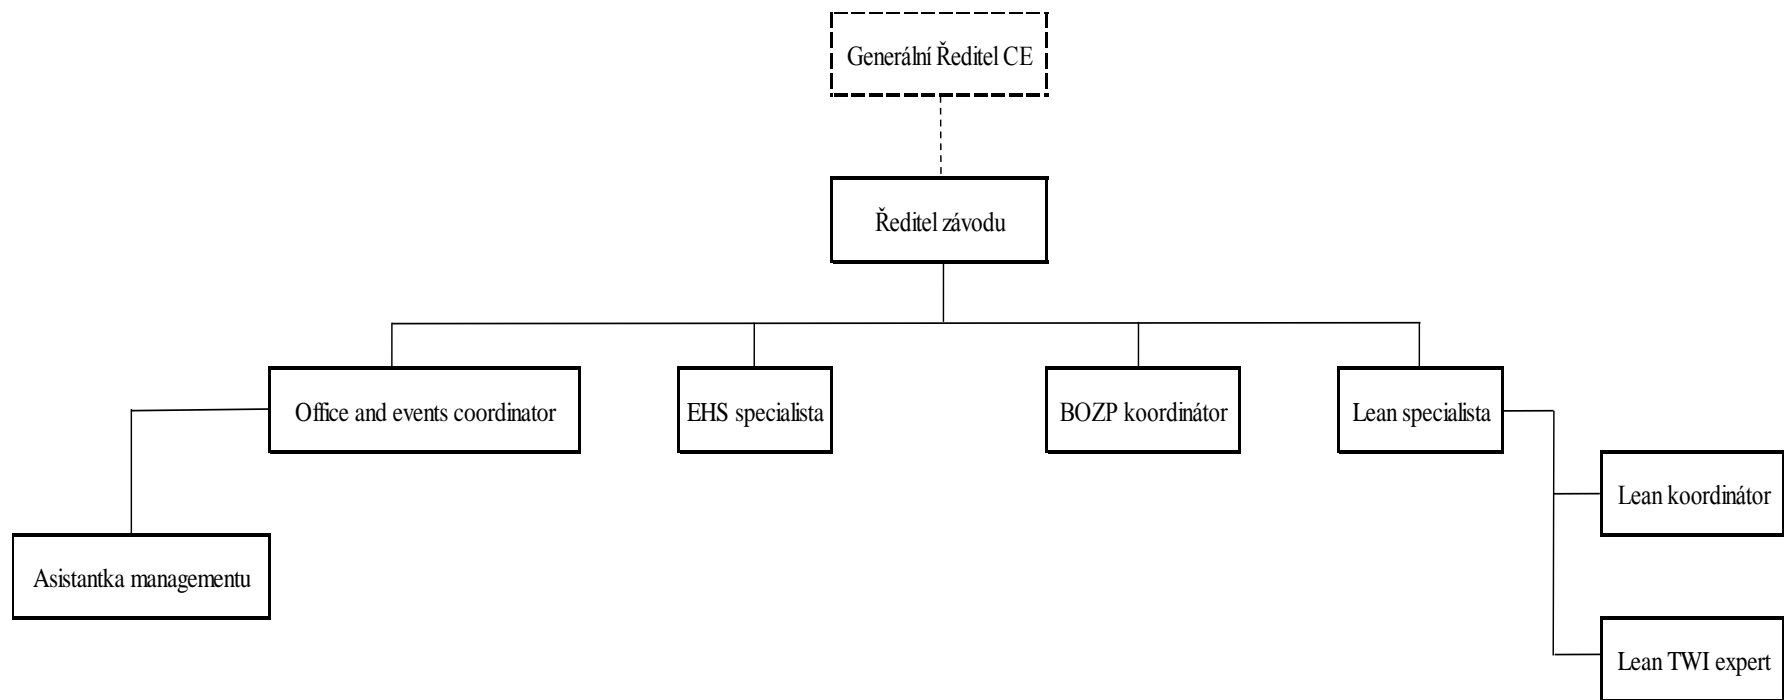 Generální Ředitel CE
Ředitel závodu
Office and events coordinator
EHS specialista
BOZP koordinátor
Lean specialista
Lean koordinátor
Asistantka managementu
Lean TWI expert